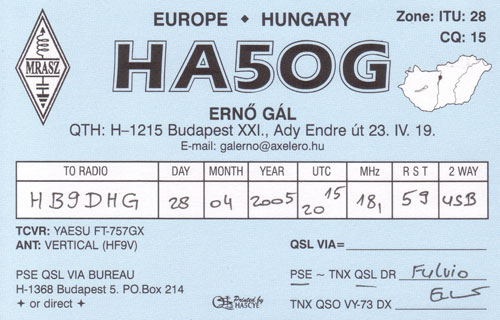 EUROPE ♦ HUNGARY
Zone: ITU: 28
CQ: 15
MRASZ
HA5OG
ERNŐ GÁL
QTH: H–1215 Budapest XXI., Ady Endre út 23. IV. 19.
E-mail: galerno@axelero.hu
TO RADIO DAY MONTH YEAR UTC MHz R S T 2 WAY
HB9DHG 28 04 2005 20 15 18, 59 USB
TCVR: YAESU FT-757GX
ANT: VERTICAL (HF9V)
QSL VIA=
PSE QSL VIA BUREAU
H-1368 Budapest 5. P.O.Box 214
✦ or direct ✦
Printed by
HA5CYE
PSE ~ TNX QSL DR Fulvio
TNX QSO VY-73 DX